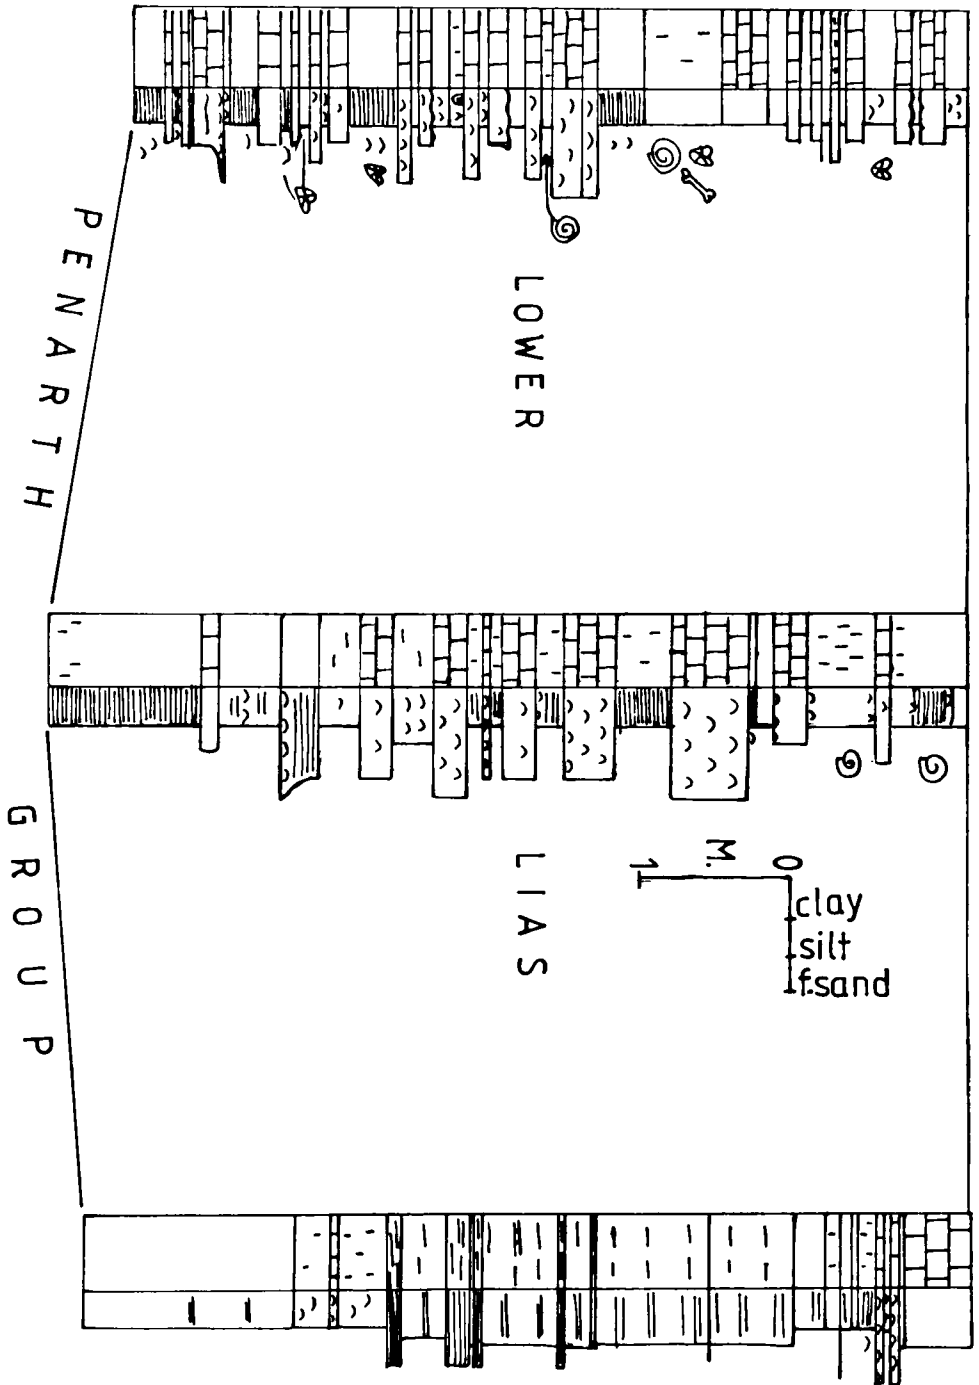 PENARTH
GROUP
LOWER
LIAS
1
M.
0
clay
silt
f.sand